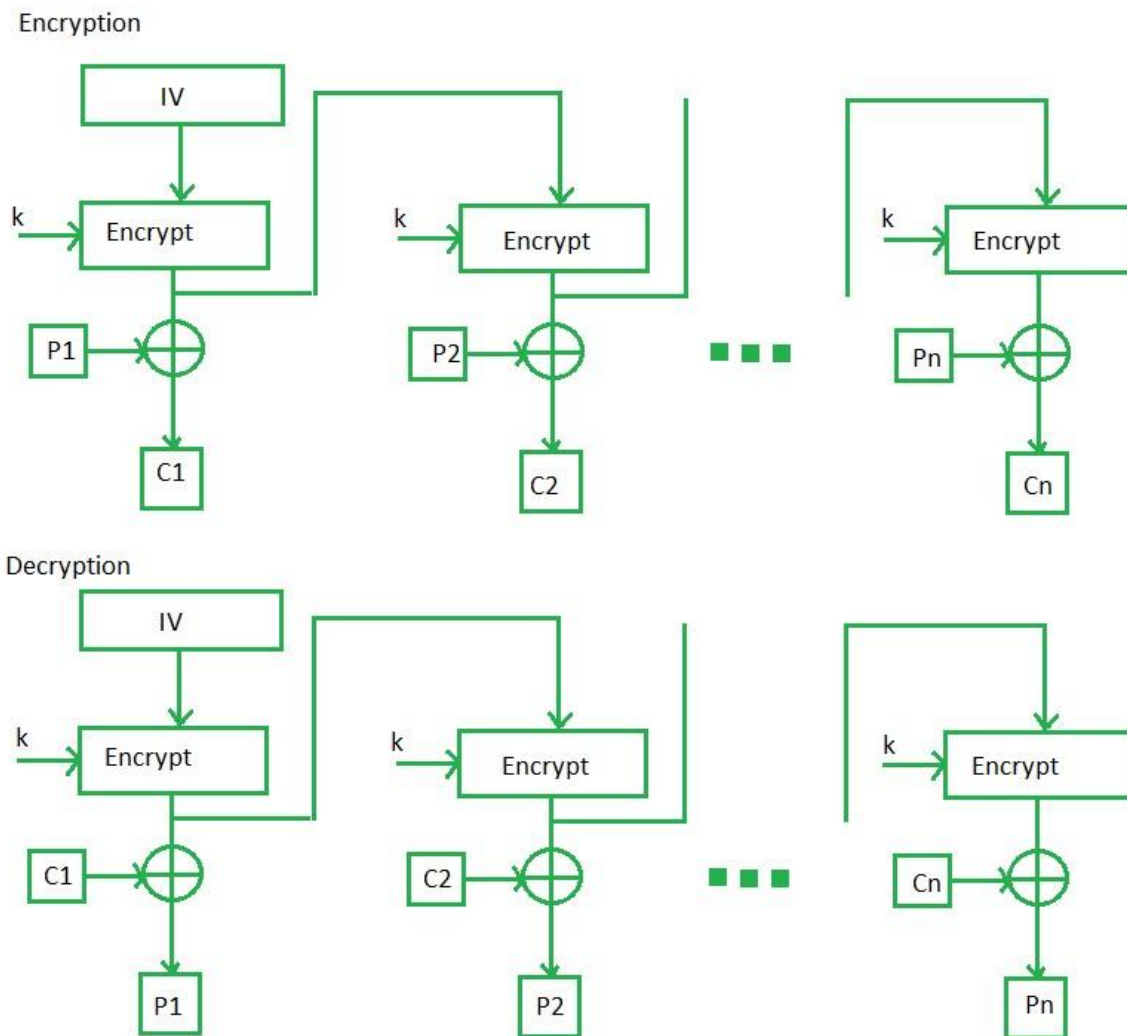 Encryption
IV
k Encrypt k Encrypt k Encrypt
P1 P2 Pn
C1 C2 Cn
Decryption
IV
k Encrypt k Encrypt k Encrypt
C1 C2 Cn
P1 P2 Pn